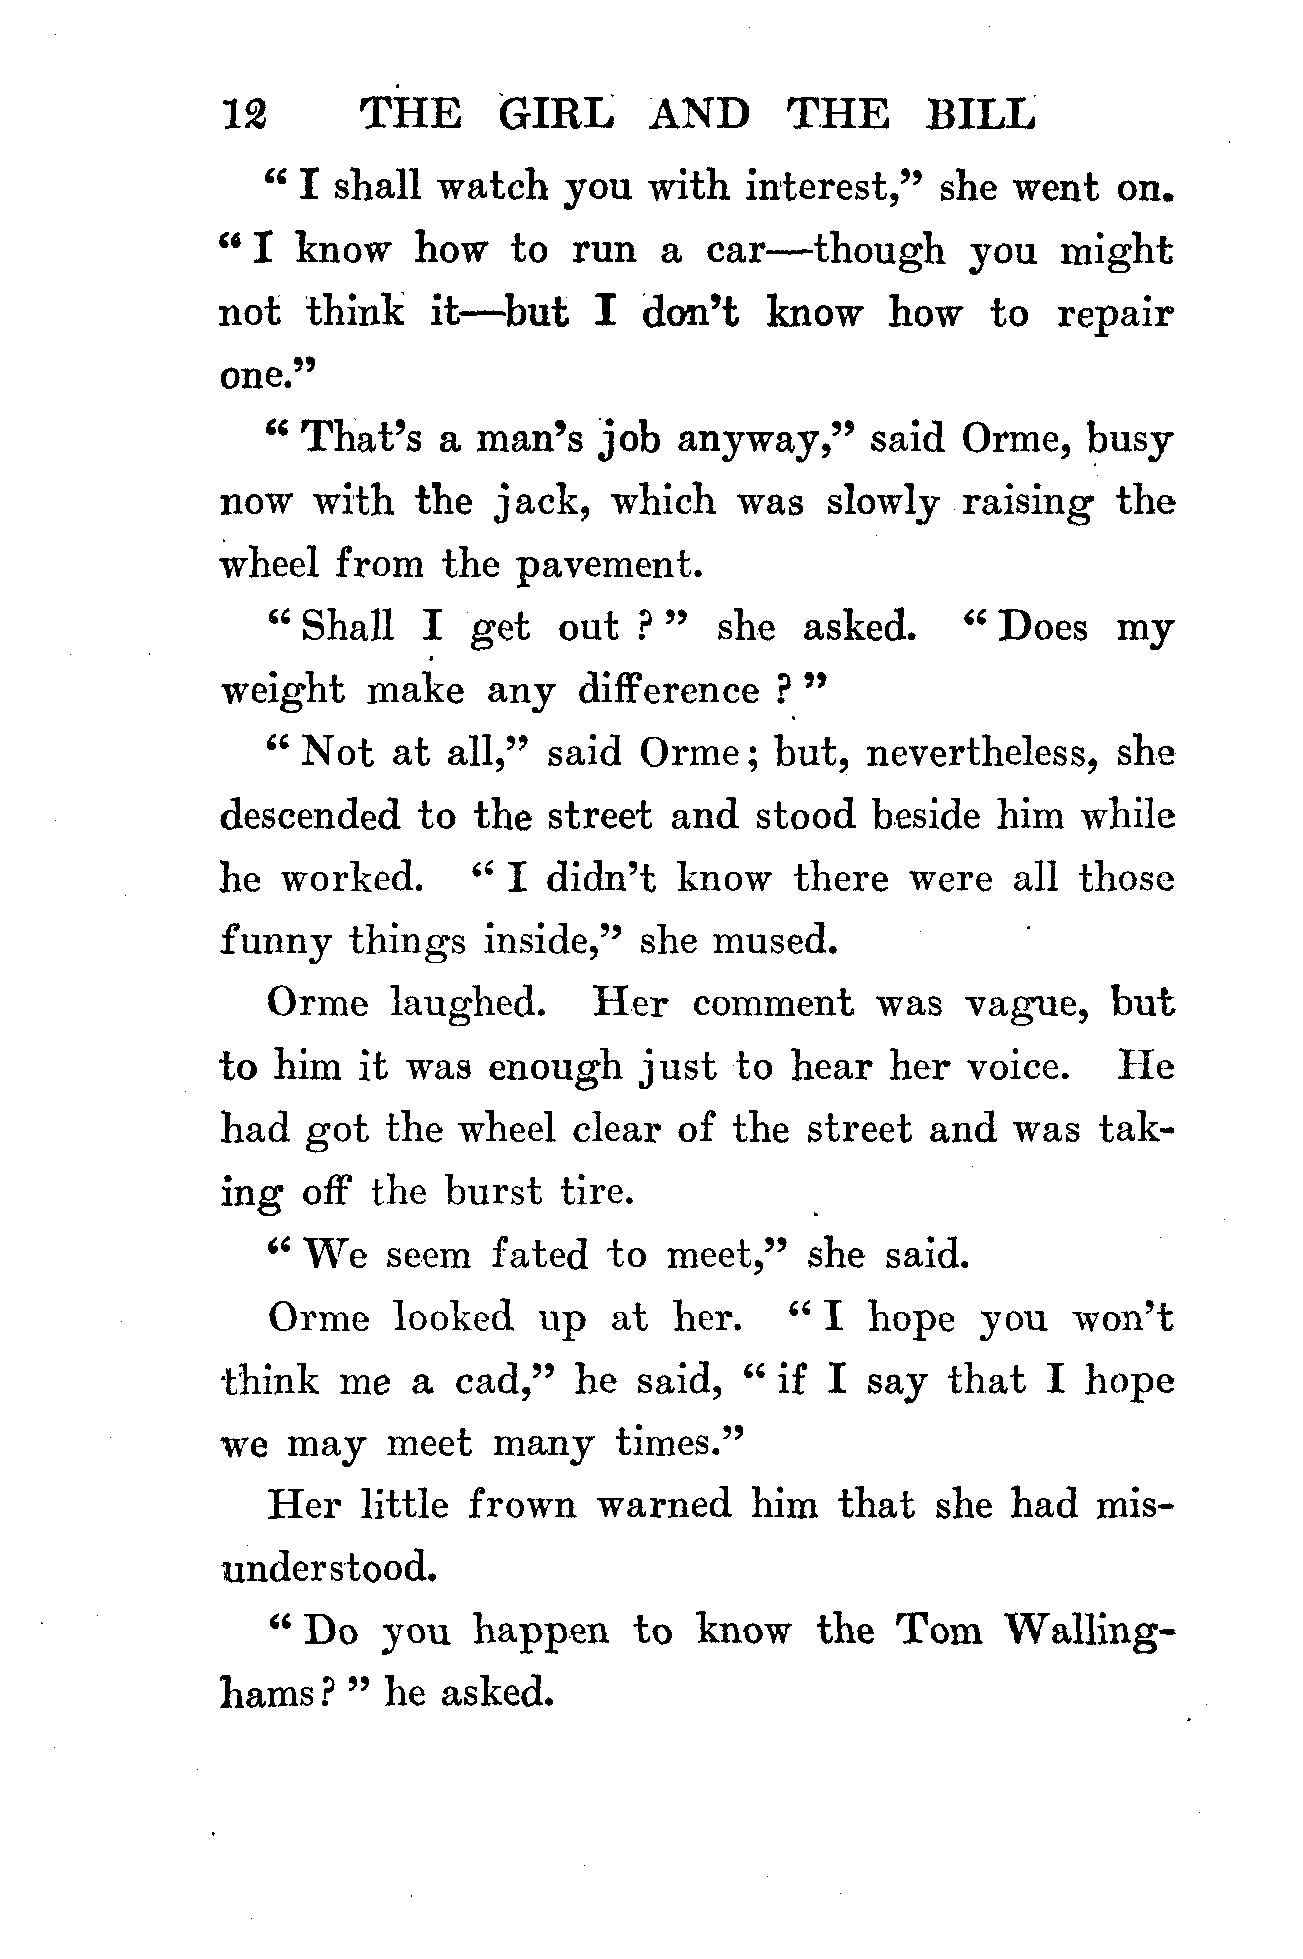 12 THE GIRL AND THE BILL
“ I shall watch you with interest,” she went on.
“ I know how to run a car—though you might
not think it—but I don’t know how to repair
one.”
“ That’s a man’s job anyway,” said Orme, busy
now with the jack, which was slowly raising the
wheel from the pavement.
“ Shall I get out ? ” she asked. “ Does my
weight make any difference ? ”
“ Not at all,” said Orme ; but, nevertheless, she
descended to the street and stood beside him while
he worked. “ I didn’t know there were all those
funny things inside,” she mused.
Orme laughed. Her comment was vague, but
to him it was enough just to hear her voice. He
had got the wheel clear of the street and was tak-
ing off the burst tire.
“ We seem fated to meet,” she said.
Orme looked up at her. “ I hope you won’t
think me a cad,” he said, “ if I say that I hope
we may meet many times.”
Her little frown warned him that she had mis-
understood.
“ Do you happen to know the Tom Walling-
hams ? ” he asked.